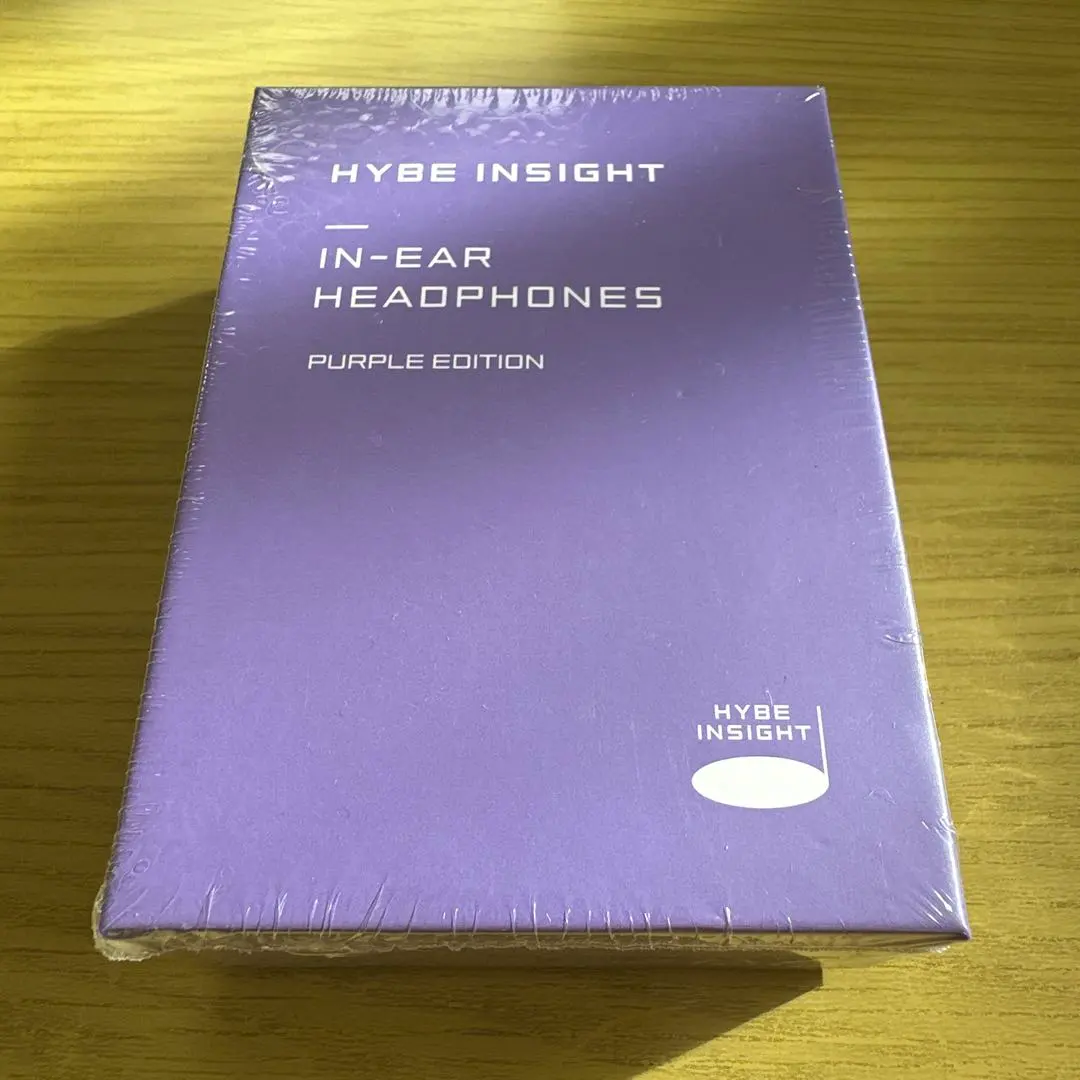 HYBE INSIGHT
IN-EAR
HEADPHONES
PURPLE EDITION
HYBE
INSIGHT